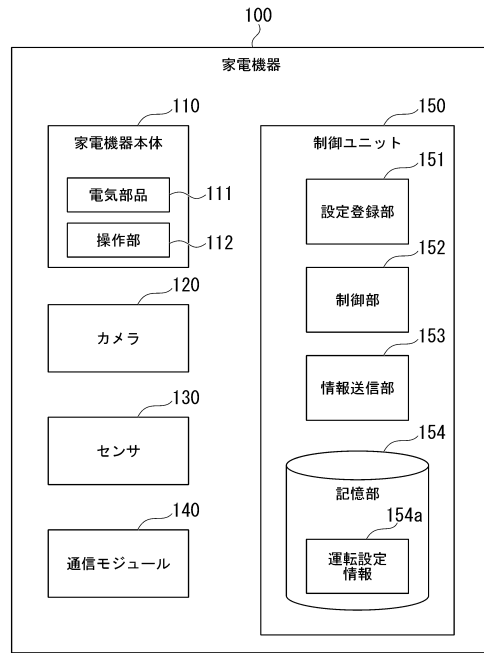 100
家電機器
110
家電機器本体
電気部品
111
操作部
112
120
カメラ
130
センサ
140
通信モジュール
150
制御ユニット
151
設定登録部
152
制御部
153
情報送信部
154
記憶部
154a
運転設定
情報